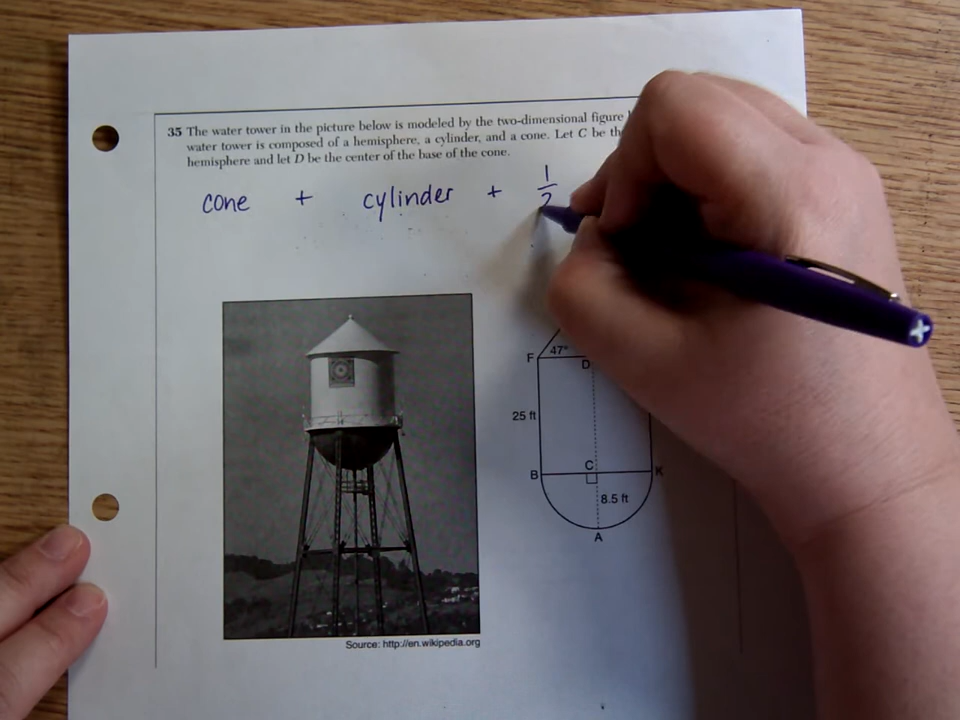 35 The water tower in the picture below is modeled by the two-dimensional figure
water tower is composed of a hemisphere, a cylinder, and a cone. Let C be the
hemisphere and let D be the center of the base of the cone.
cone + cylinder + 1/2
F 47° D
25 ft
B C K
8.5 ft
A
Source: http://en.wikipedia.org